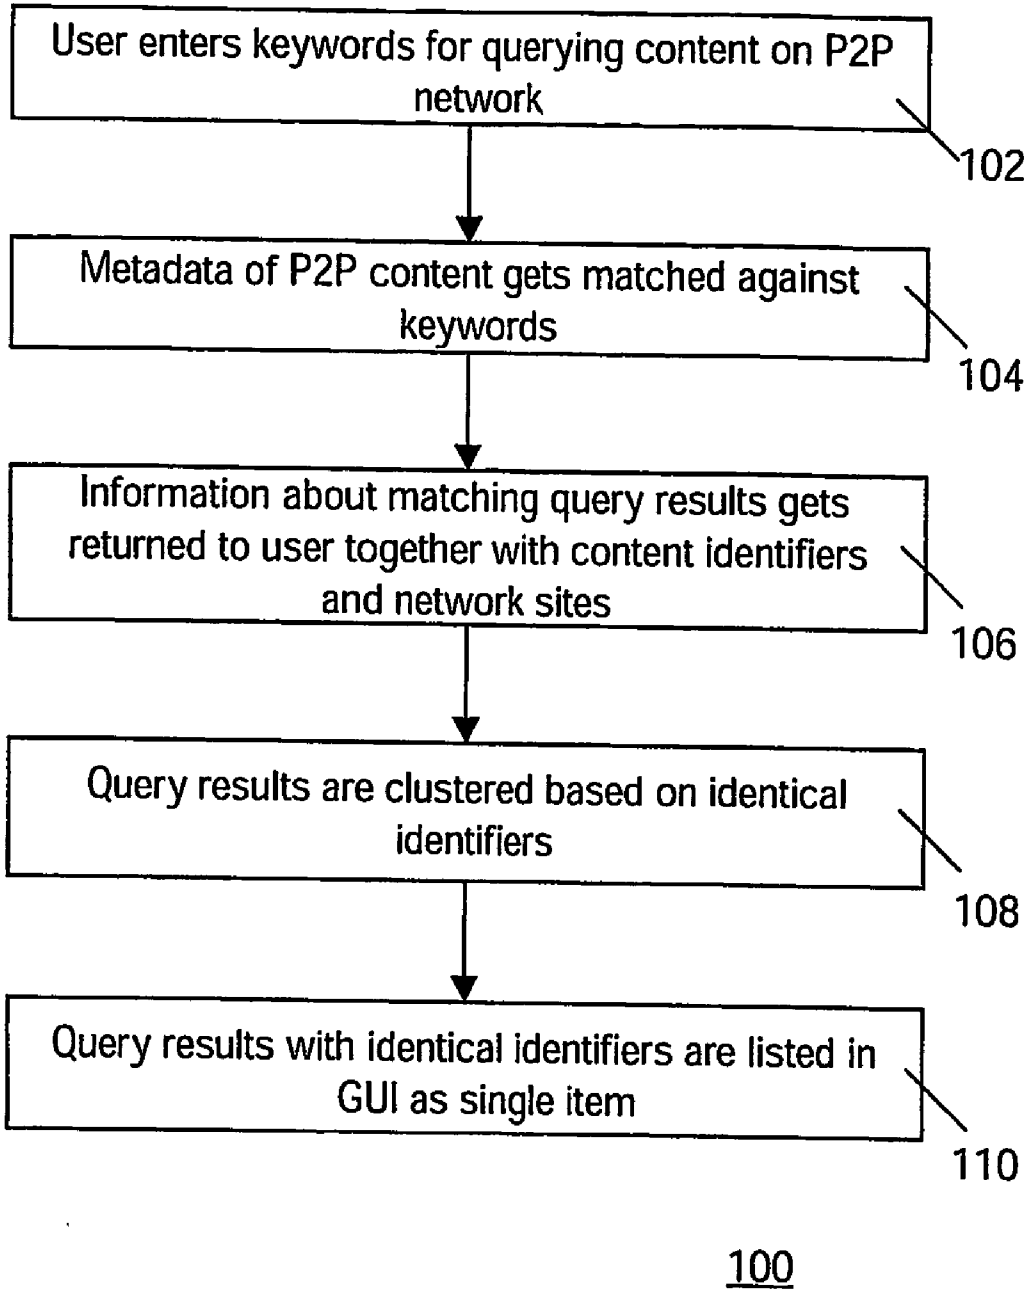 User enters keywords for querying content on P2P
network
102
Metadata of P2P content gets matched against
keywords
104
Information about matching query results gets
returned to user together with content identifiers
and network sites
106
Query results are clustered based on identical
identifiers
108
Query results with identical identifiers are listed in
GUI as single item
110
100